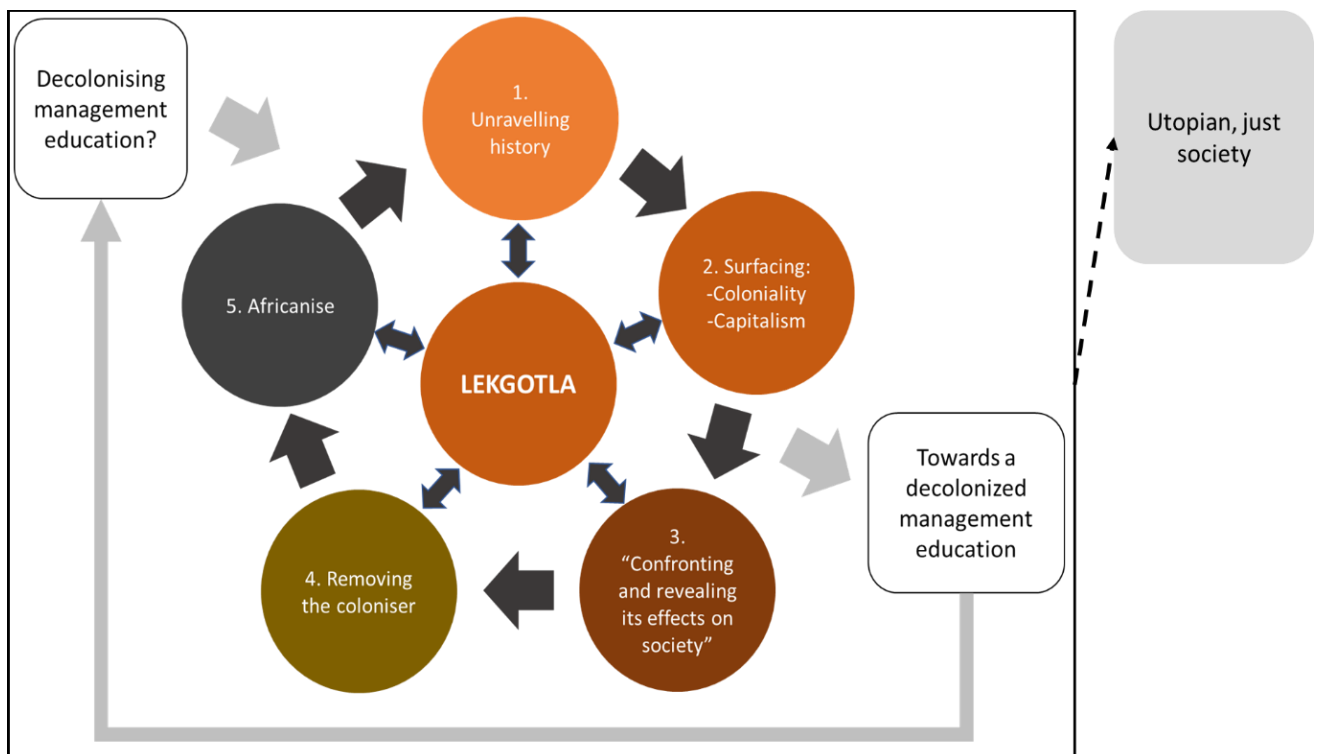 Decolonising
management
education?
1.
Unravelling
history
2. Surfacing:
-Coloniality
-Capitalism
3.
“Confronting
and revealing
its effects on
society”
4. Removing
the coloniser
5. Africanise
LEKGOTLA
Towards a
decolonized
management
education
Utopian, just
society